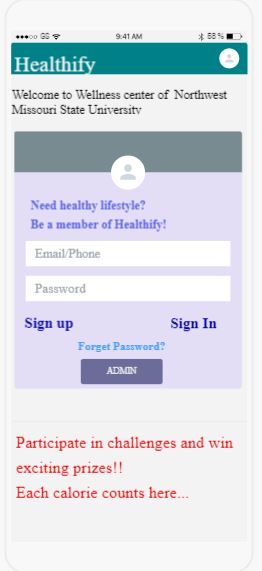 GS 9:41 AM 58%
Healthify
Welcome to Wellness center of Northwest
Missouri State University
Need healthy lifestyle?
Be a member of Healthify!
Email/Phone
Password
Sign up Sign In
Forget Password?
ADMIN
Participate in challenges and win
exciting prizes!!
Each calorie counts here...